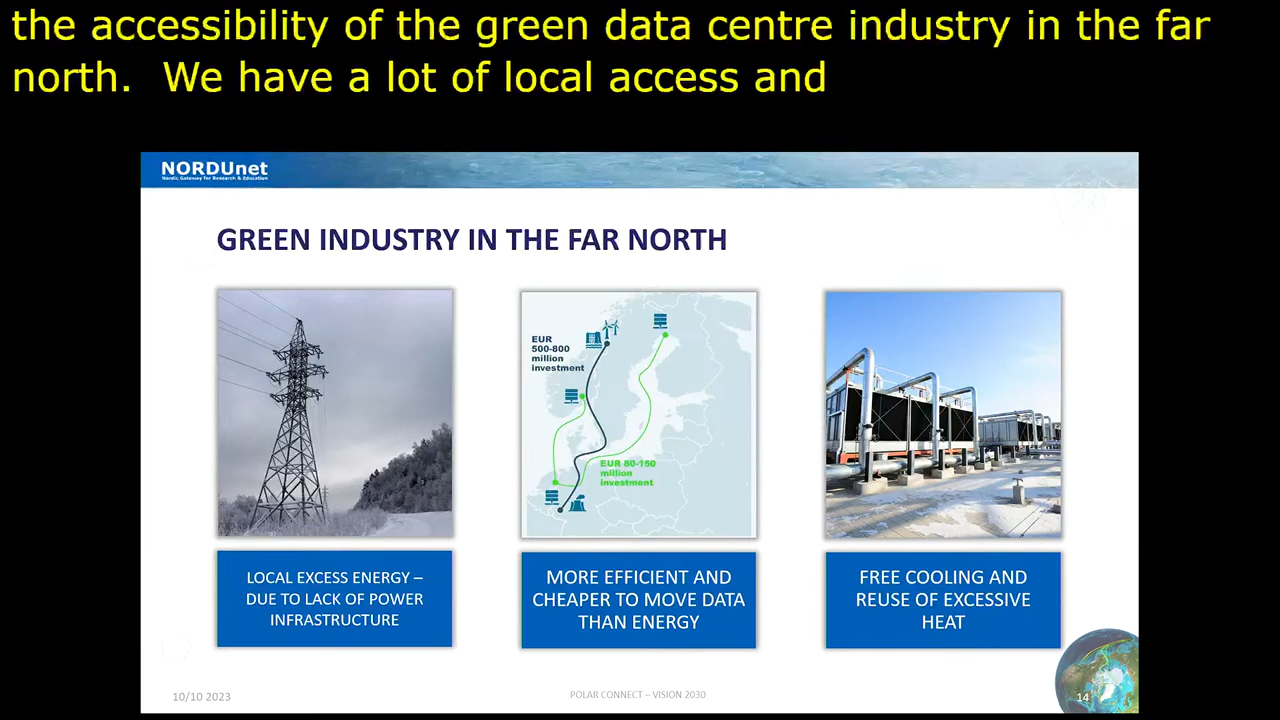 the accessibility of the green data centre industry in the far
north.  We have a lot of local access and
NORDUnet
Nordic Gateway for Research & Education
GREEN INDUSTRY IN THE FAR NORTH
EUR
500-800
million
investment
EUR 80-150
million
investment
LOCAL EXCESS ENERGY –
DUE TO LACK OF POWER
INFRASTRUCTURE
MORE EFFICIENT AND
CHEAPER TO MOVE DATA
THAN ENERGY
FREE COOLING AND
REUSE OF EXCESSIVE
HEAT
10/10 2023
POLAR CONNECT – VISION 2030
14